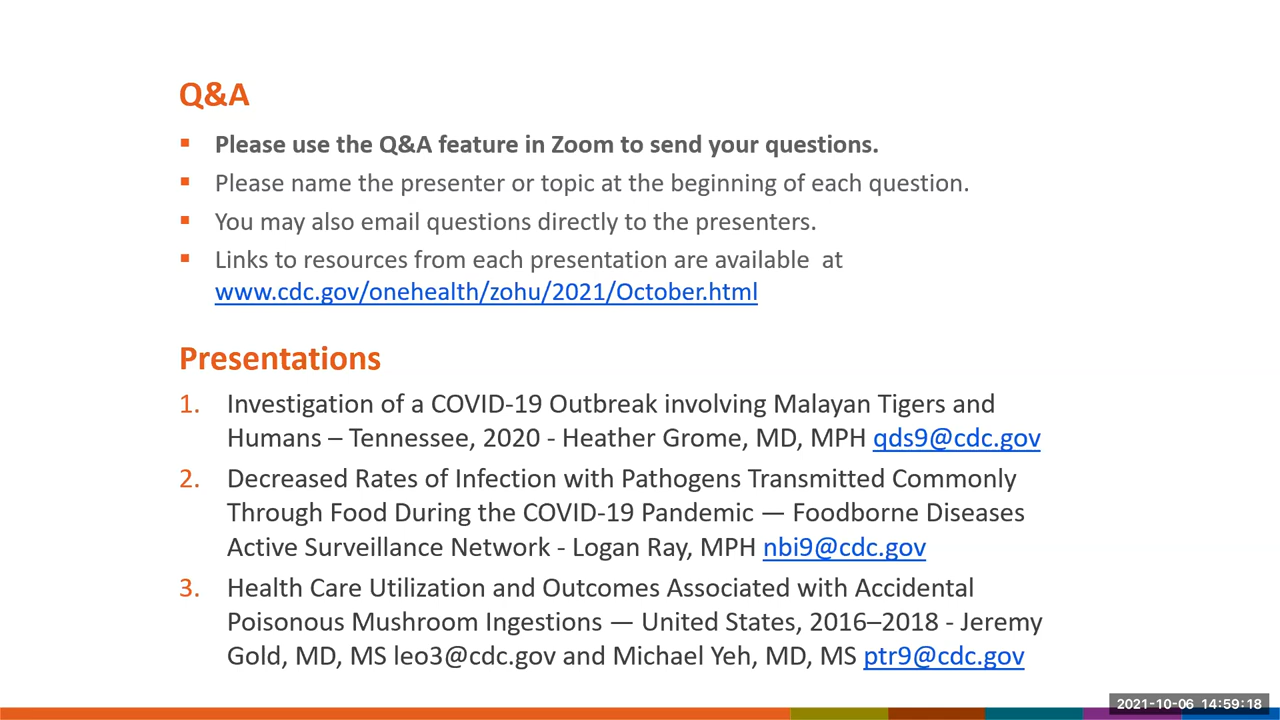 Q&A
▪ Please use the Q&A feature in Zoom to send your questions.
▪ Please name the presenter or topic at the beginning of each question.
▪ You may also email questions directly to the presenters.
▪ Links to resources from each presentation are available  at
www.cdc.gov/onehealth/zohu/2021/October.html
Presentations
1. Investigation of a COVID-19 Outbreak involving Malayan Tigers and
Humans – Tennessee, 2020 - Heather Grome, MD, MPH qds9@cdc.gov
2. Decreased Rates of Infection with Pathogens Transmitted Commonly
Through Food During the COVID-19 Pandemic — Foodborne Diseases
Active Surveillance Network - Logan Ray, MPH nbi9@cdc.gov
3. Health Care Utilization and Outcomes Associated with Accidental
Poisonous Mushroom Ingestions — United States, 2016–2018 - Jeremy
Gold, MD, MS leo3@cdc.gov and Michael Yeh, MD, MS ptr9@cdc.gov
2021-10-06 14:59:18